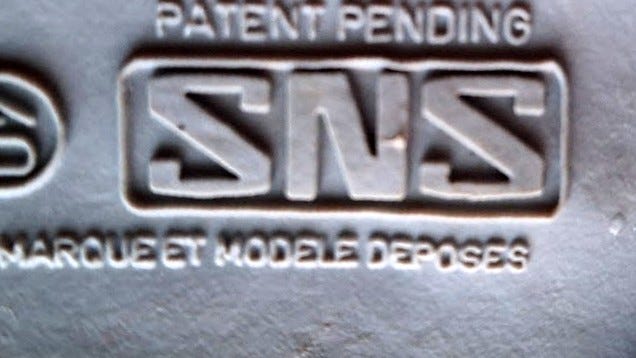 PATENT PENDING
SNS
MARQUE ET MODELE DEPOSES